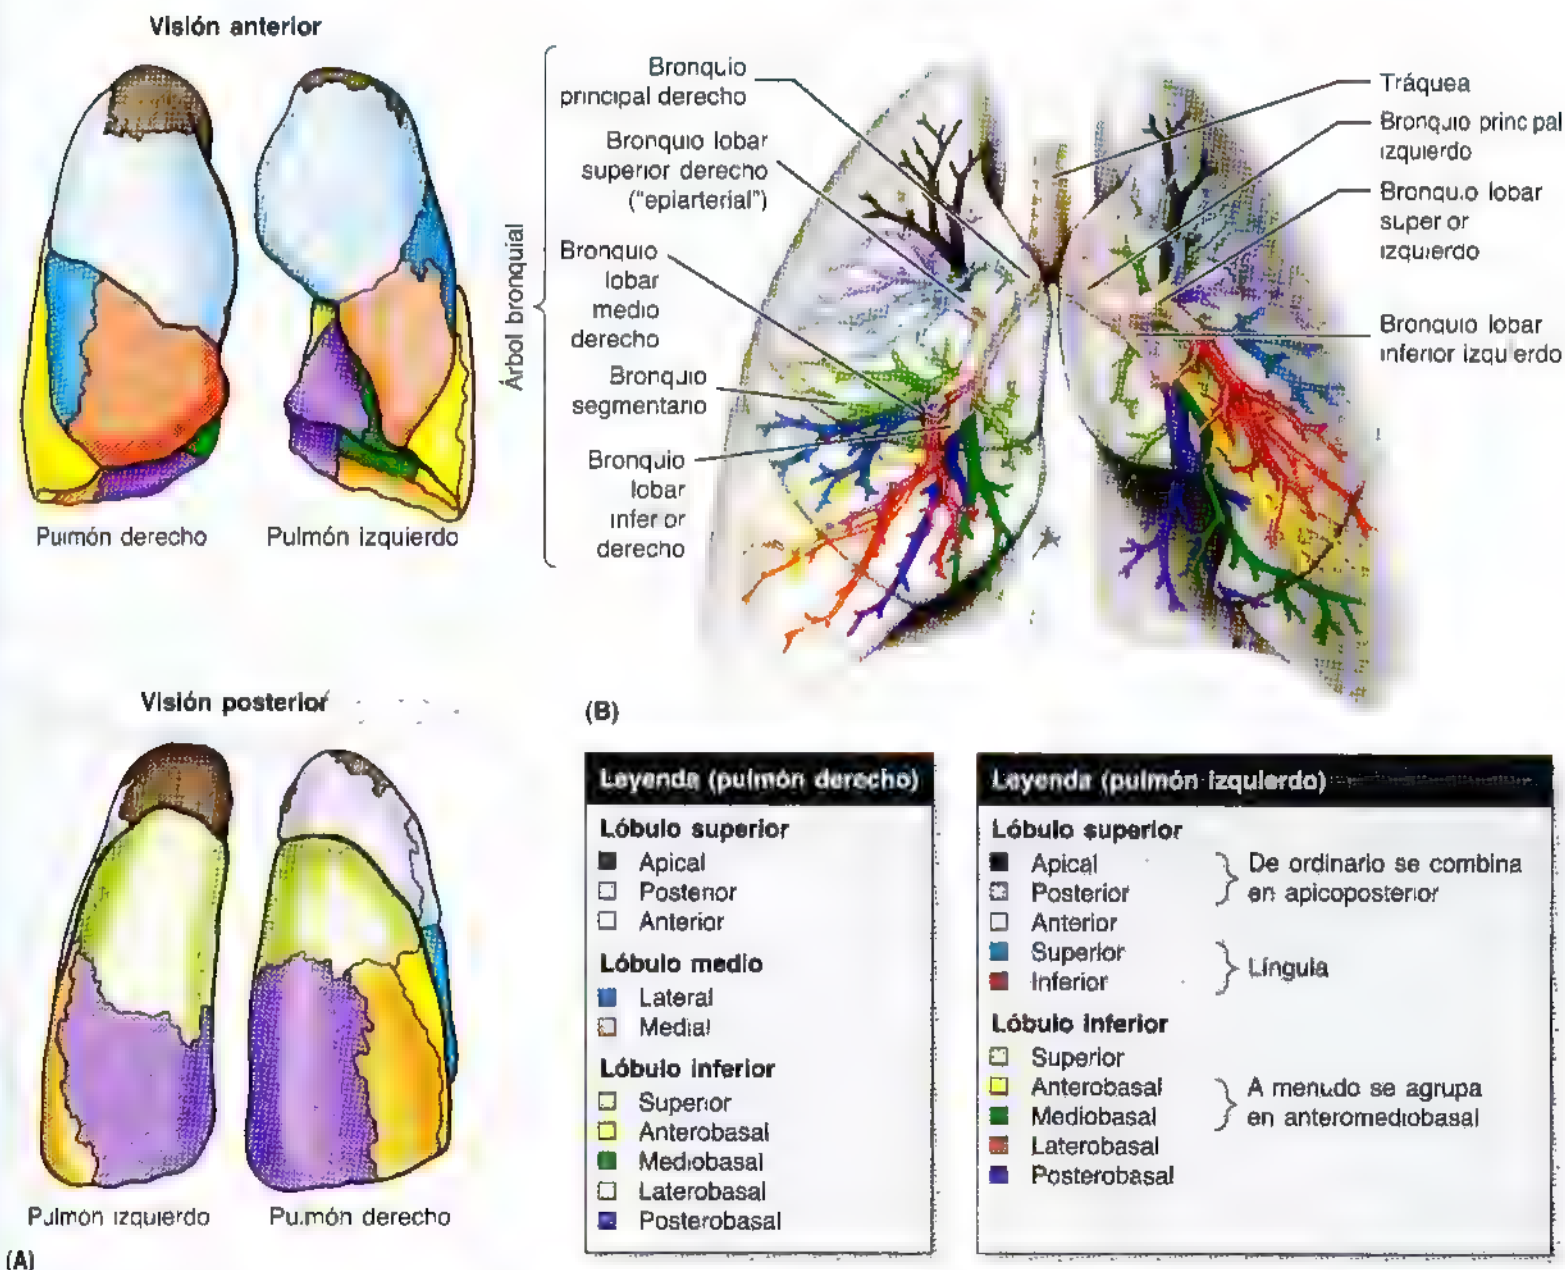 Visión anterior
Pulmón derecho
Pulmón izquierdo
Visión posterior
Pulmón izquierdo
Pulmón derecho
(A)
Árbol bronquial
Bronquio
principal derecho
Bronquio lobar
superior derecho
("epiarterial")
Bronquio
lobar
medio
derecho
Bronquio
segmentario
Bronquio
lobar
inferior
derecho
Tráquea
Bronquio principal
izquierdo
Bronquio lobar
superior
izquierdo
Bronquio lobar
inferior izquierdo
(B)
Leyenda (pulmón derecho)
Lóbulo superior
Apical
Posterior
Anterior
Lóbulo medio
Lateral
Medial
Lóbulo inferior
Superior
Anterobasal
Mediobasal
Laterobasal
Posterobasal
Leyenda (pulmón izquierdo)
Lóbulo superior
Apical
Posterior
De ordinario se combina
en apicoposterior
Anterior
Superior
Inferior
Língula
Lóbulo inferior
Superior
Anterobasal
Mediobasal
A menudo se agrupa
en anteromediobasal
Laterobasal
Posterobasal